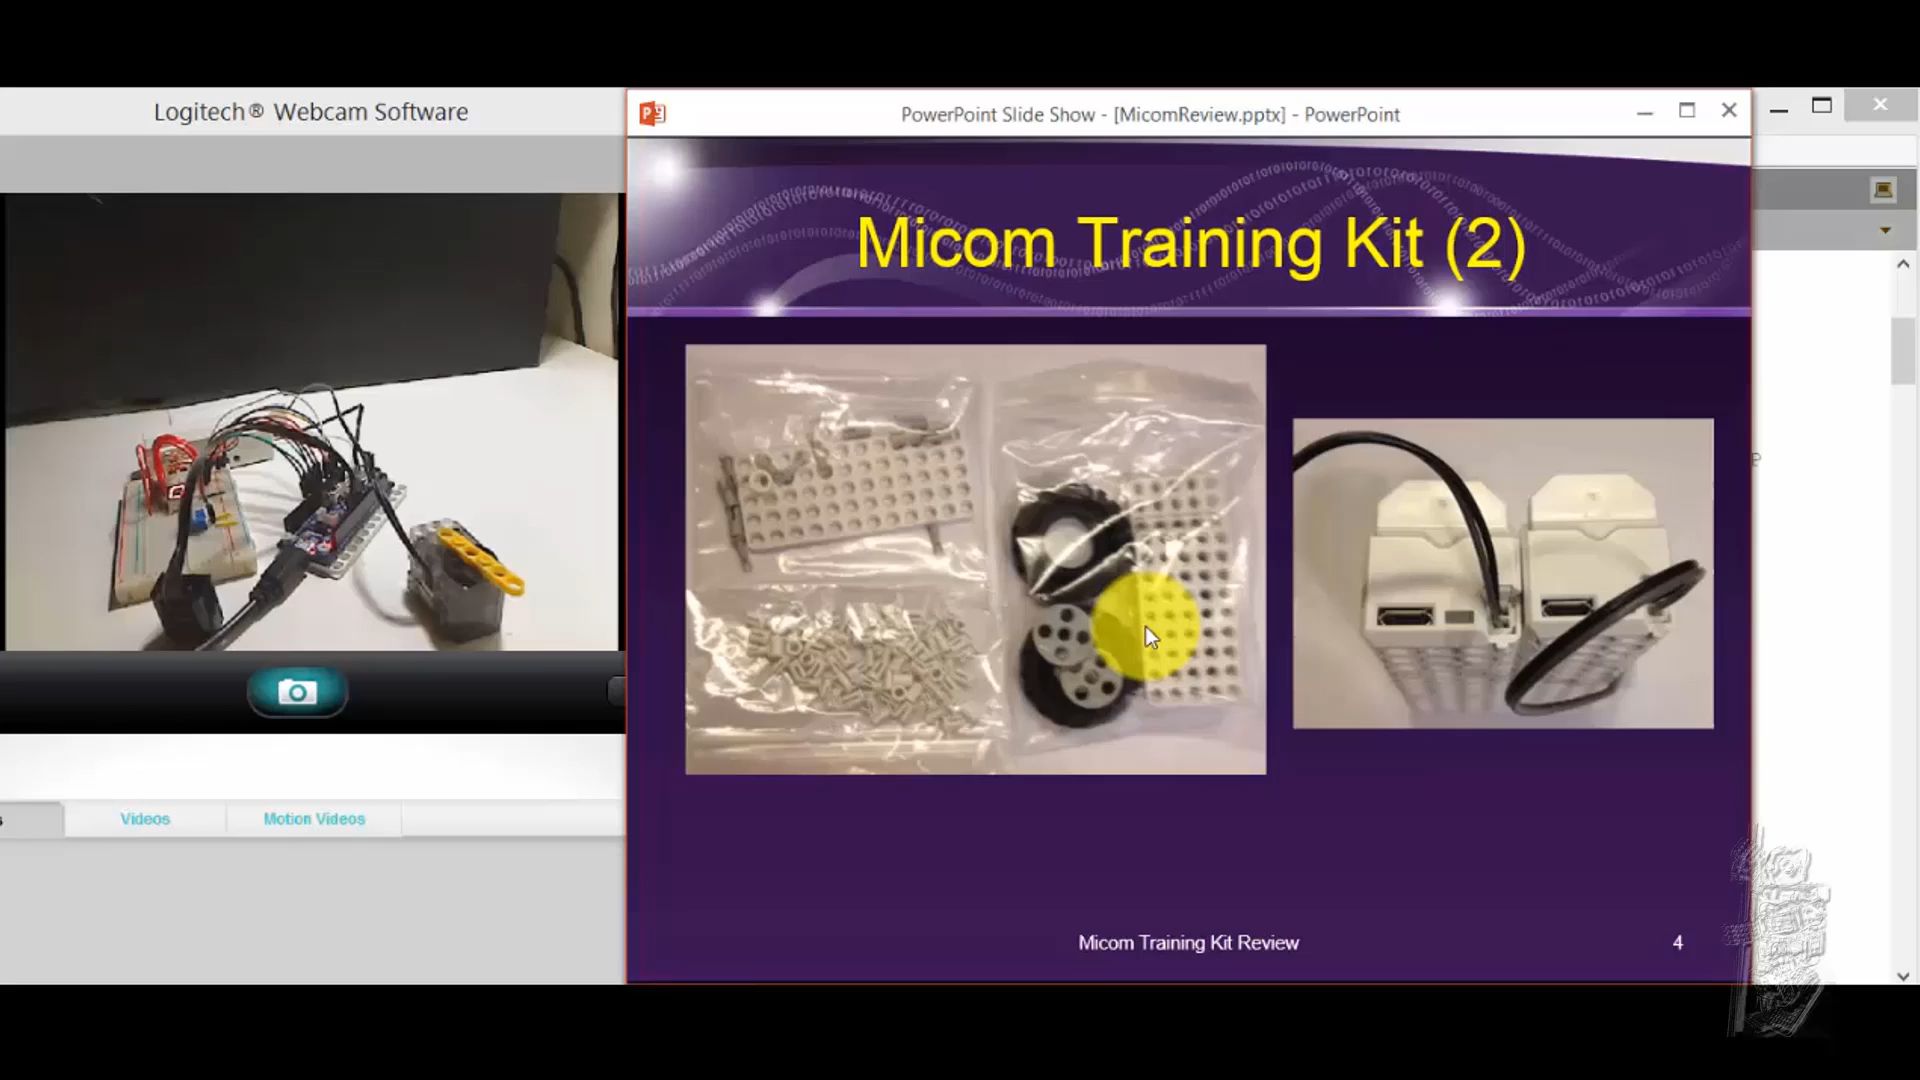 Logitech® Webcam Software
PowerPoint Slide Show - [MicomReview.pptx] - PowerPoint
Micom Training Kit (2)
Videos
Motion Videos
Micom Training Kit Review
4